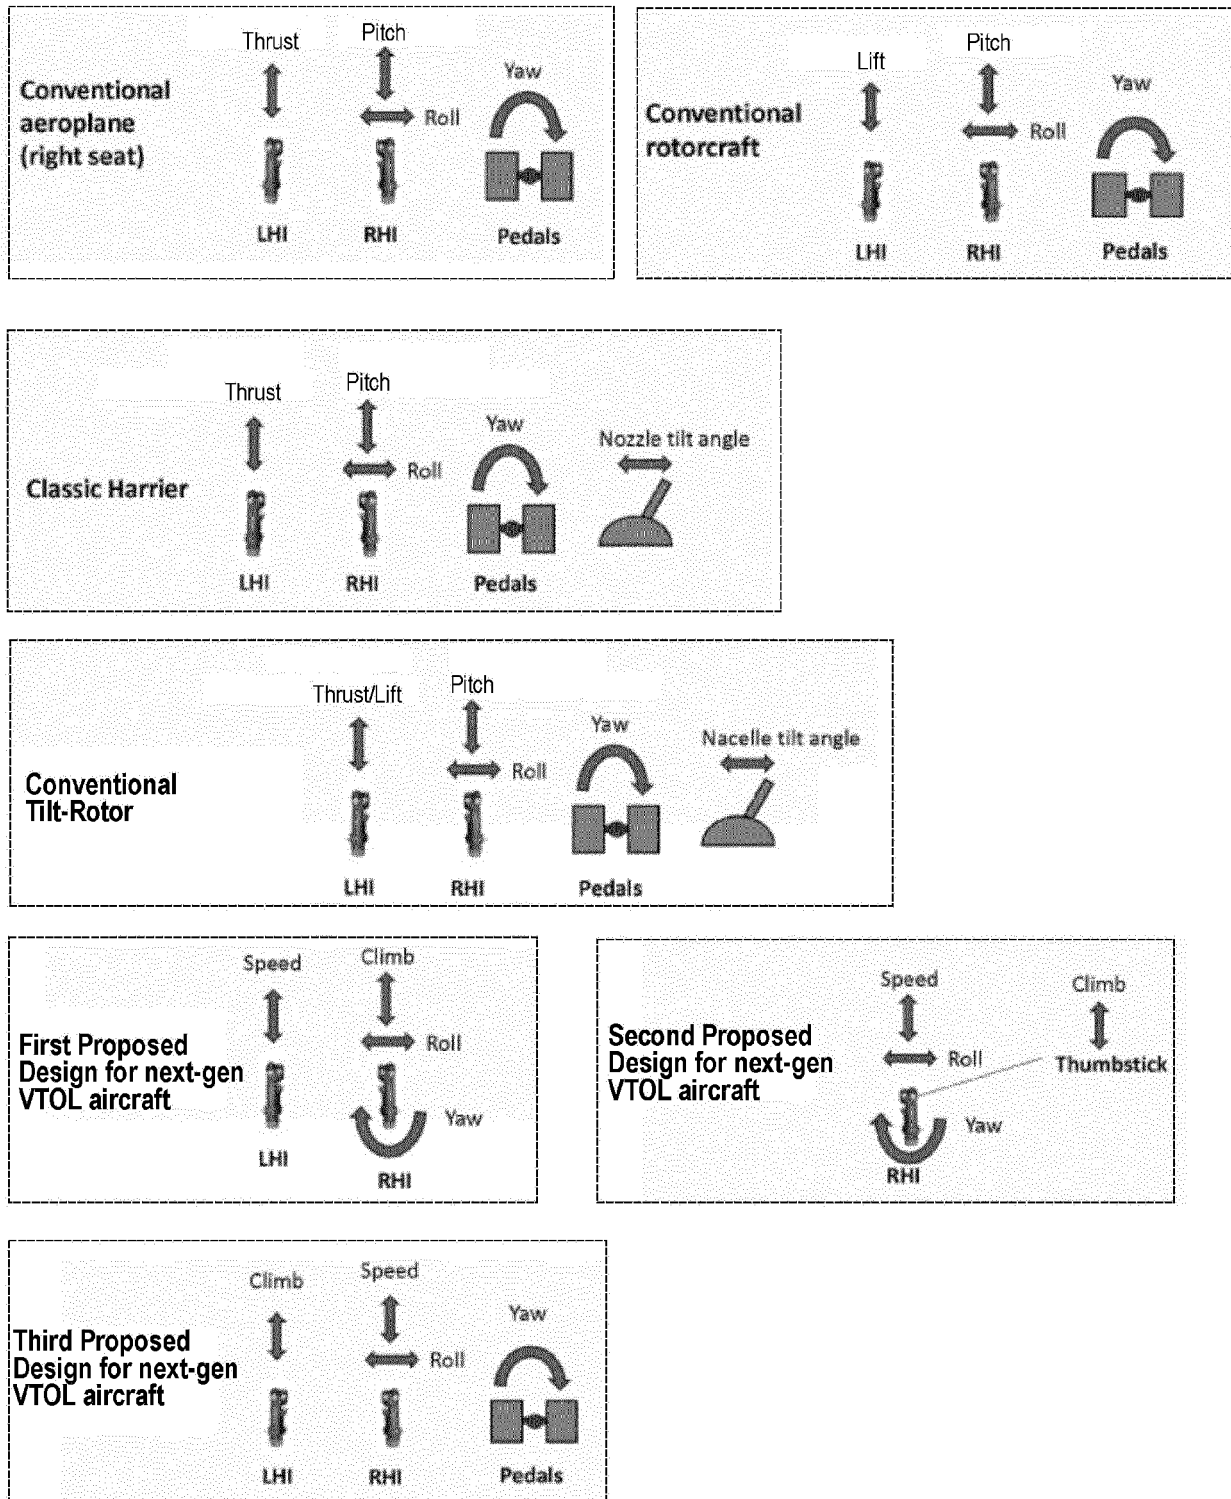 Thrust
Pitch
Yaw
Conventional
aeroplane
(right seat)
Roll
LHI
RHI
Pedals
Lift
Pitch
Yaw
Conventional
rotorcraft
Roll
LHI
RHI
Pedals
Thrust
Pitch
Yaw
Nozzle tilt angle
Roll
Classic Harrier
LHI
RHI
Pedals
Thrust/Lift
Pitch
Yaw
Nacelle tilt angle
Roll
Conventional
Tilt-Rotor
LHI
RHI
Pedals
Speed
Climb
First Proposed
Design for next-gen
VTOL aircraft
Roll
Yaw
LHI
RHI
Speed
Climb
Second Proposed
Design for next-gen
VTOL aircraft
Roll
Thumbstick
Yaw
RHI
Climb
Speed
Yaw
Third Proposed
Design for next-gen
VTOL aircraft
Roll
LHI
RHI
Pedals